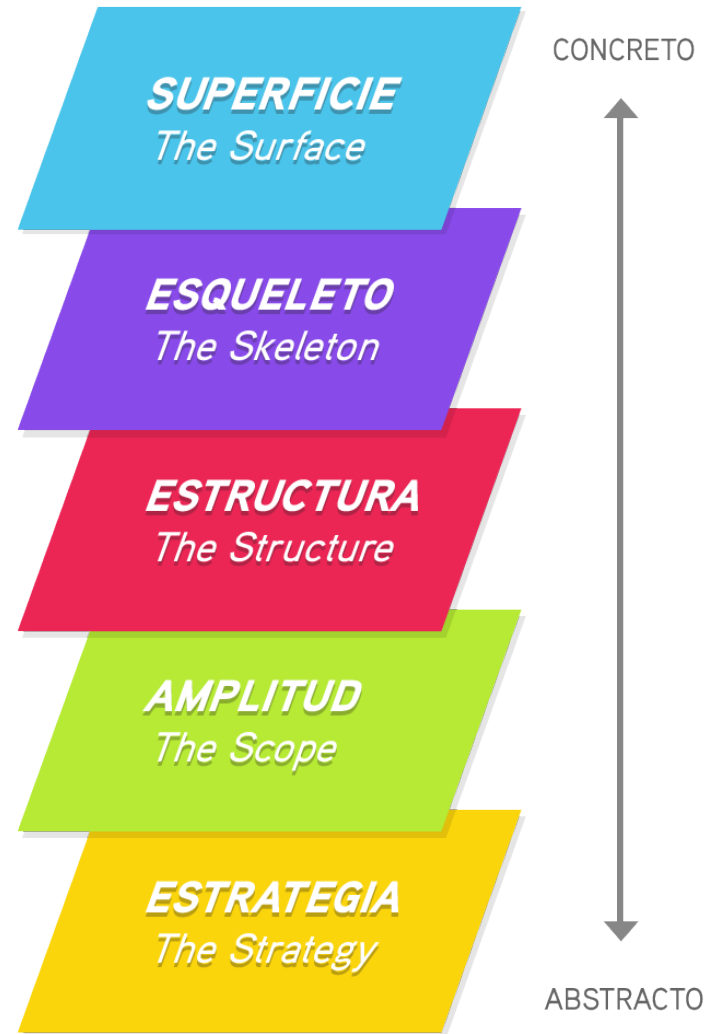 CONCRETO
SUPERFICIE
The Surface
ESQUELETO
The Skeleton
ESTRUCTURA
The Structure
AMPLITUD
The Scope
ESTRATEGIA
The Strategy
ABSTRACTO